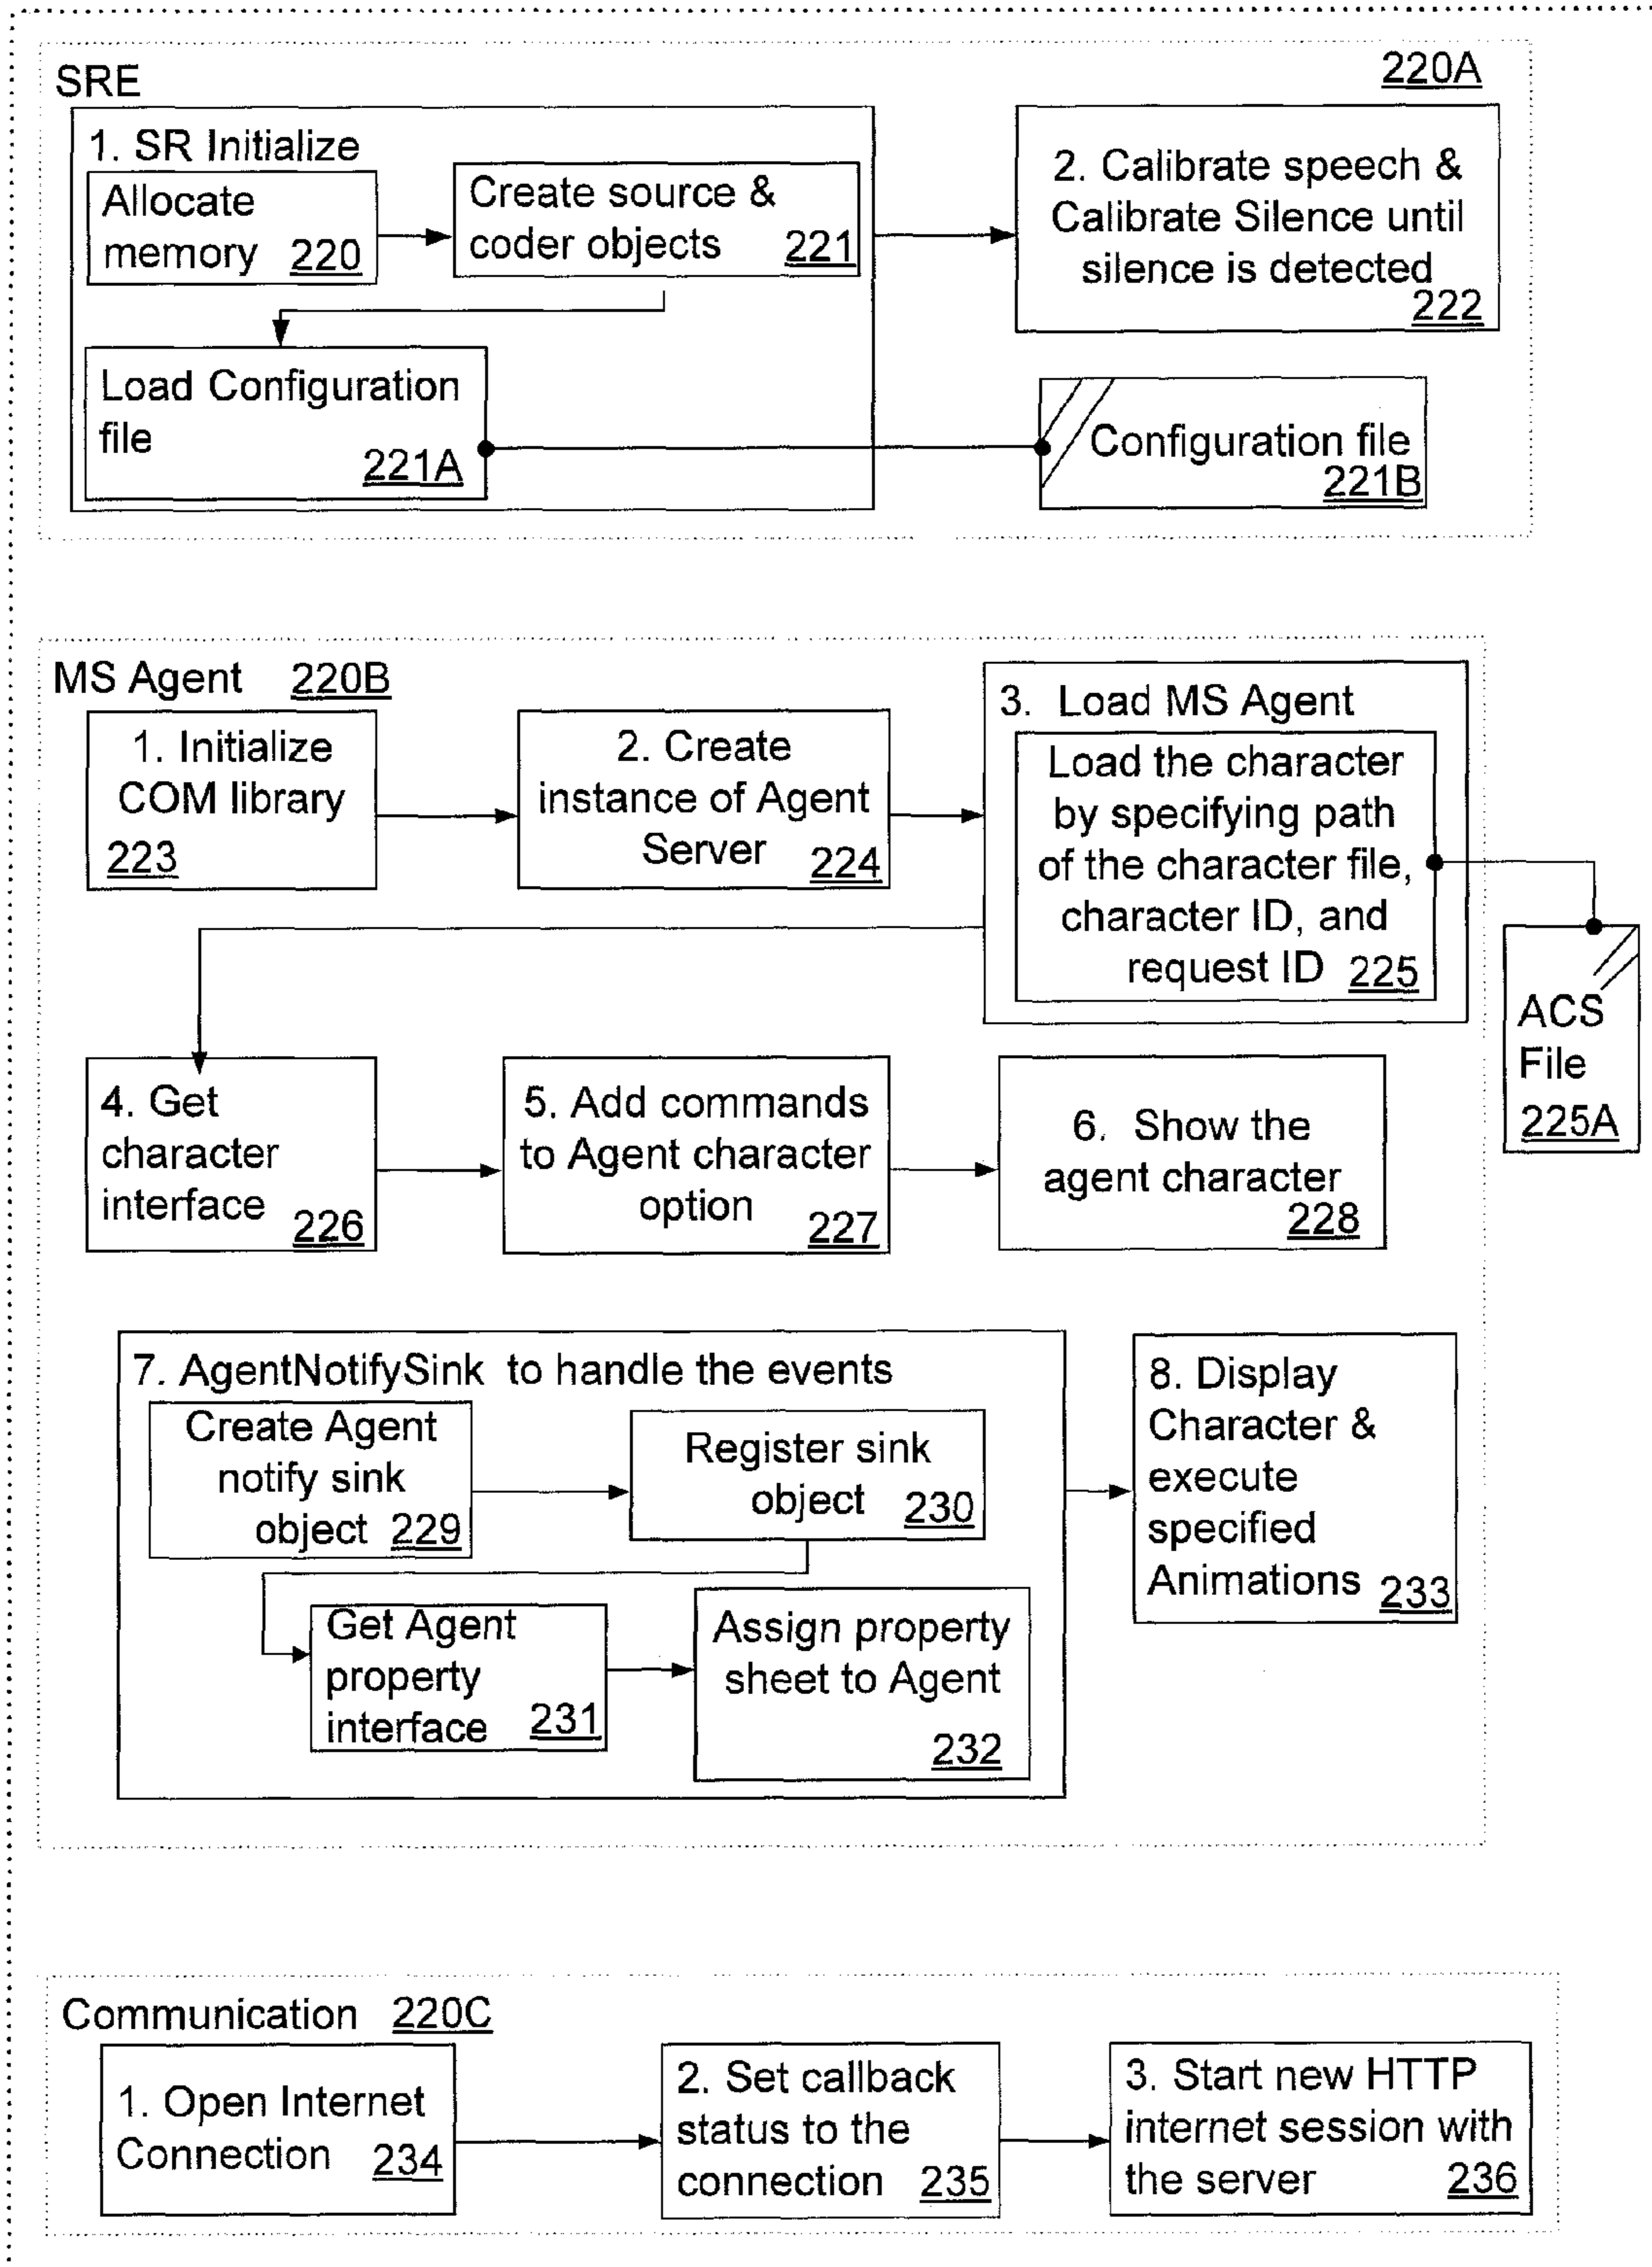 SRE
220A
1. SR Initialize
Allocate
memory 220
Create source &
coder objects 221
2. Calibrate speech &
Calibrate Silence until
silence is detected
222
Load Configuration
file
221A
Configuration file
221B
MS Agent 220B
1. Initialize
COM library
223
2. Create
instance of Agent
Server 224
3. Load MS Agent
Load the character
by specifying path
of the character file,
character ID, and
request ID 225
ACS
File
225A
4. Get
character
interface 226
5. Add commands
to Agent character
option 227
6. Show the
agent character
228
7. AgentNotifySink to handle the events
Create Agent
notify sink
object 229
Register sink
object 230
Get Agent
property
interface 231
Assign property
sheet to Agent
232
8. Display
Character &
execute
specified
Animations 233
Communication 220C
1. Open Internet
Connection 234
2. Set callback
status to the
connection 235
3. Start new HTTP
internet session with
the server 236